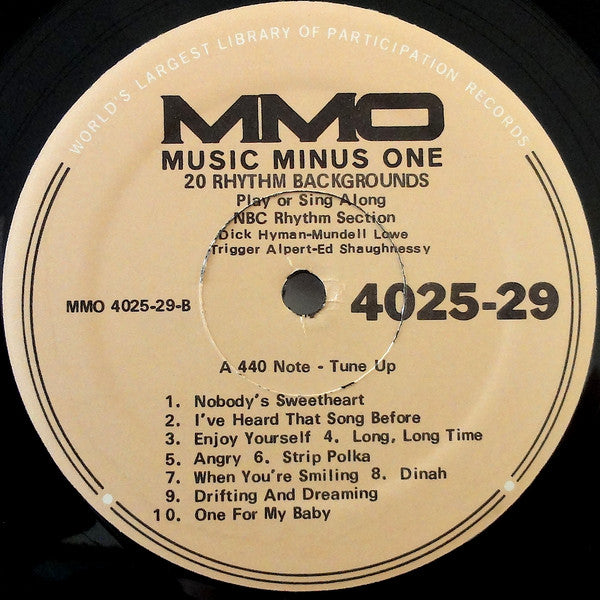 WORLD'S LARGEST LIBRARY OF PARTICIPATION RECORDS
MMO
MUSIC MINUS ONE
20 RHYTHM BACKGROUNDS
Play or Sing Along
NBC Rhythm Section
Dick Hyman-Mundell Lowe
Trigger Alpert-Ed Shaughnessy
MMO 4025-29-B
4025-29
A 440 Note - Tune Up
1. Nobody's Sweetheart
2. I've Heard That Song Before
3. Enjoy Yourself 4. Long, Long Time
5. Angry 6. Strip Polka
7. When You're Smiling 8. Dinah
9. Drifting And Dreaming
10. One For My Baby